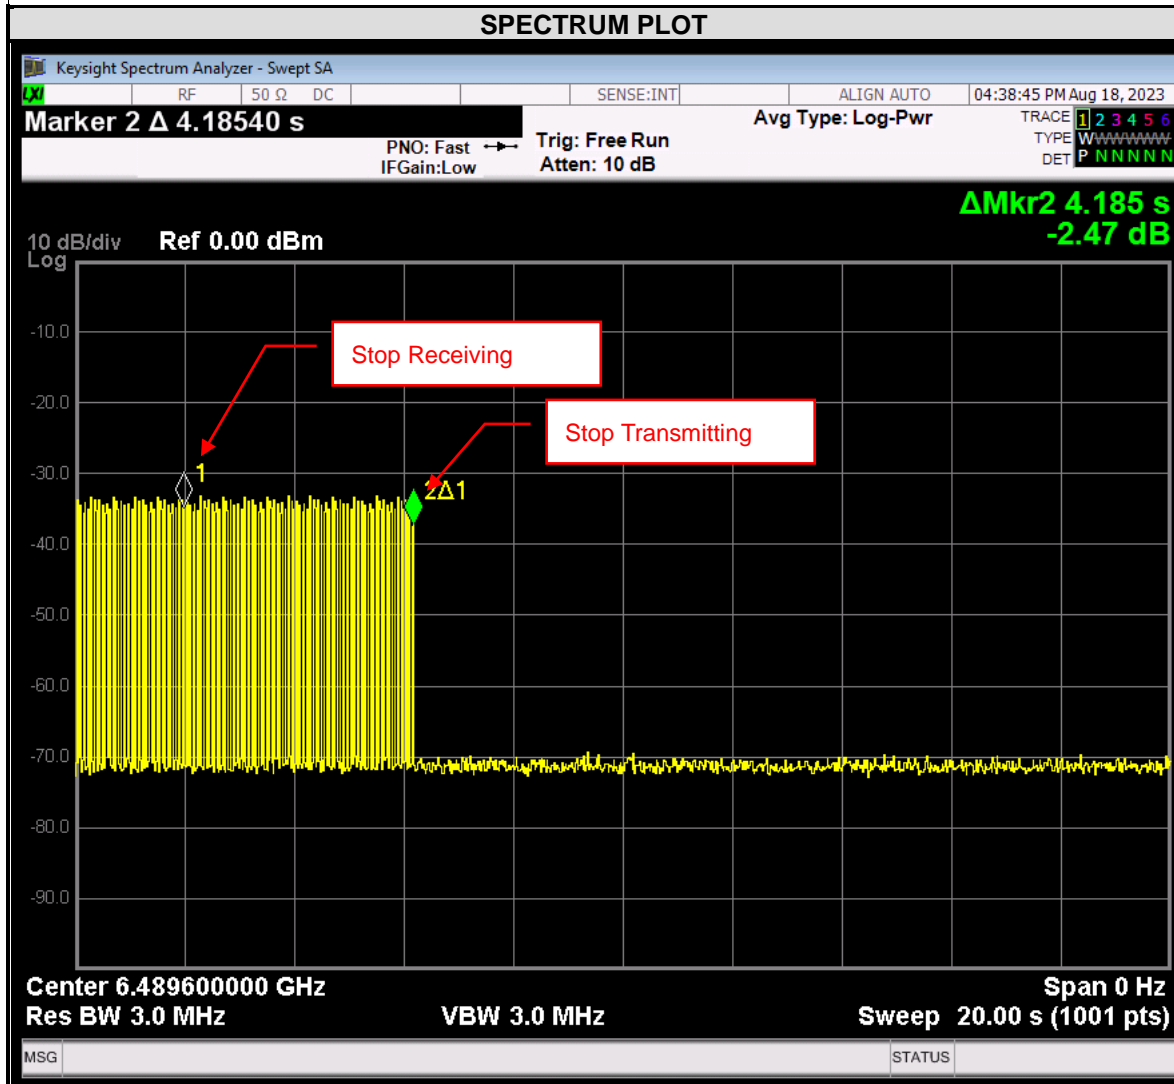 SPECTRUM PLOT
Keysight Spectrum Analyzer - Swept SA
LXI RF 50 Ω DC SENSE:INT ALIGN AUTO 04:38:45 PM Aug 18, 2023
Marker 2 Δ 4.18540 s
PNO: Fast
IFGain:Low
Trig: Free Run
Atten: 10 dB
Avg Type: Log-Pwr
TRACE 1 2 3 4 5 6
TYPE WWWWWW
DET P N N N N N
ΔMkr2 4.185 s
-2.47 dB
10 dB/div Ref 0.00 dBm
Log
-10.0
Stop Receiving
-20.0
Stop Transmitting
-30.0
1
2Δ1
-40.0
-50.0
-60.0
-70.0
-80.0
-90.0
Center 6.489600000 GHz Span 0 Hz
Res BW 3.0 MHz VBW 3.0 MHz Sweep 20.00 s (1001 pts)
MSG STATUS